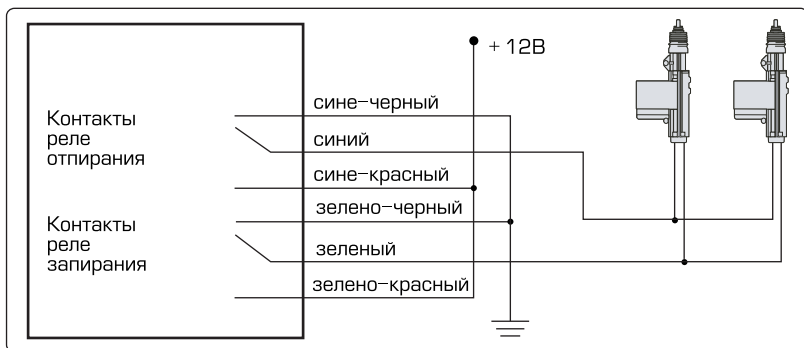 + 12В
сине-черный
Контакты
реле
отпирания
синий
сине-красный
зелено-черный
Контакты
реле
запирания
зеленый
зелено-красный